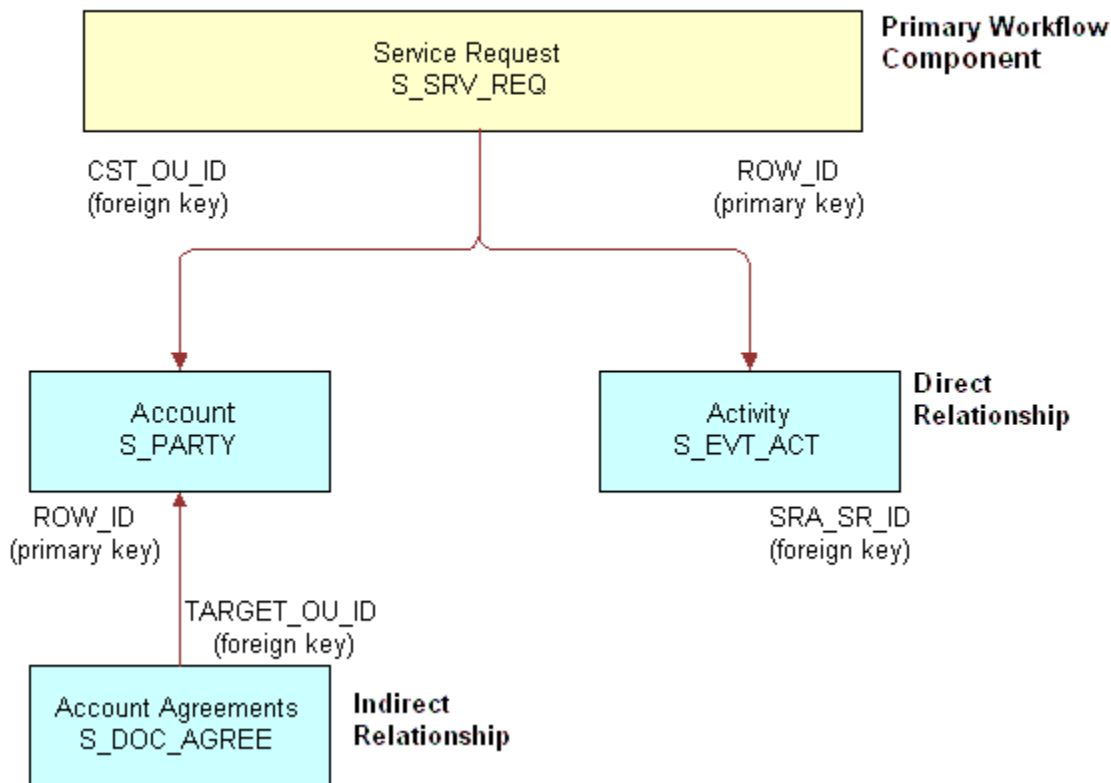 Service Request
S_SRV_REQ
Primary Workflow
Component
CST_OU_ID
(foreign key)
ROW_ID
(primary key)
Account
S_PARTY
Activity
S_EVT_ACT
Direct
Relationship
ROW_ID
(primary key)
SRA_SR_ID
(foreign key)
TARGET_OU_ID
(foreign key)
Account Agreements
S_DOC_AGREE
Indirect
Relationship